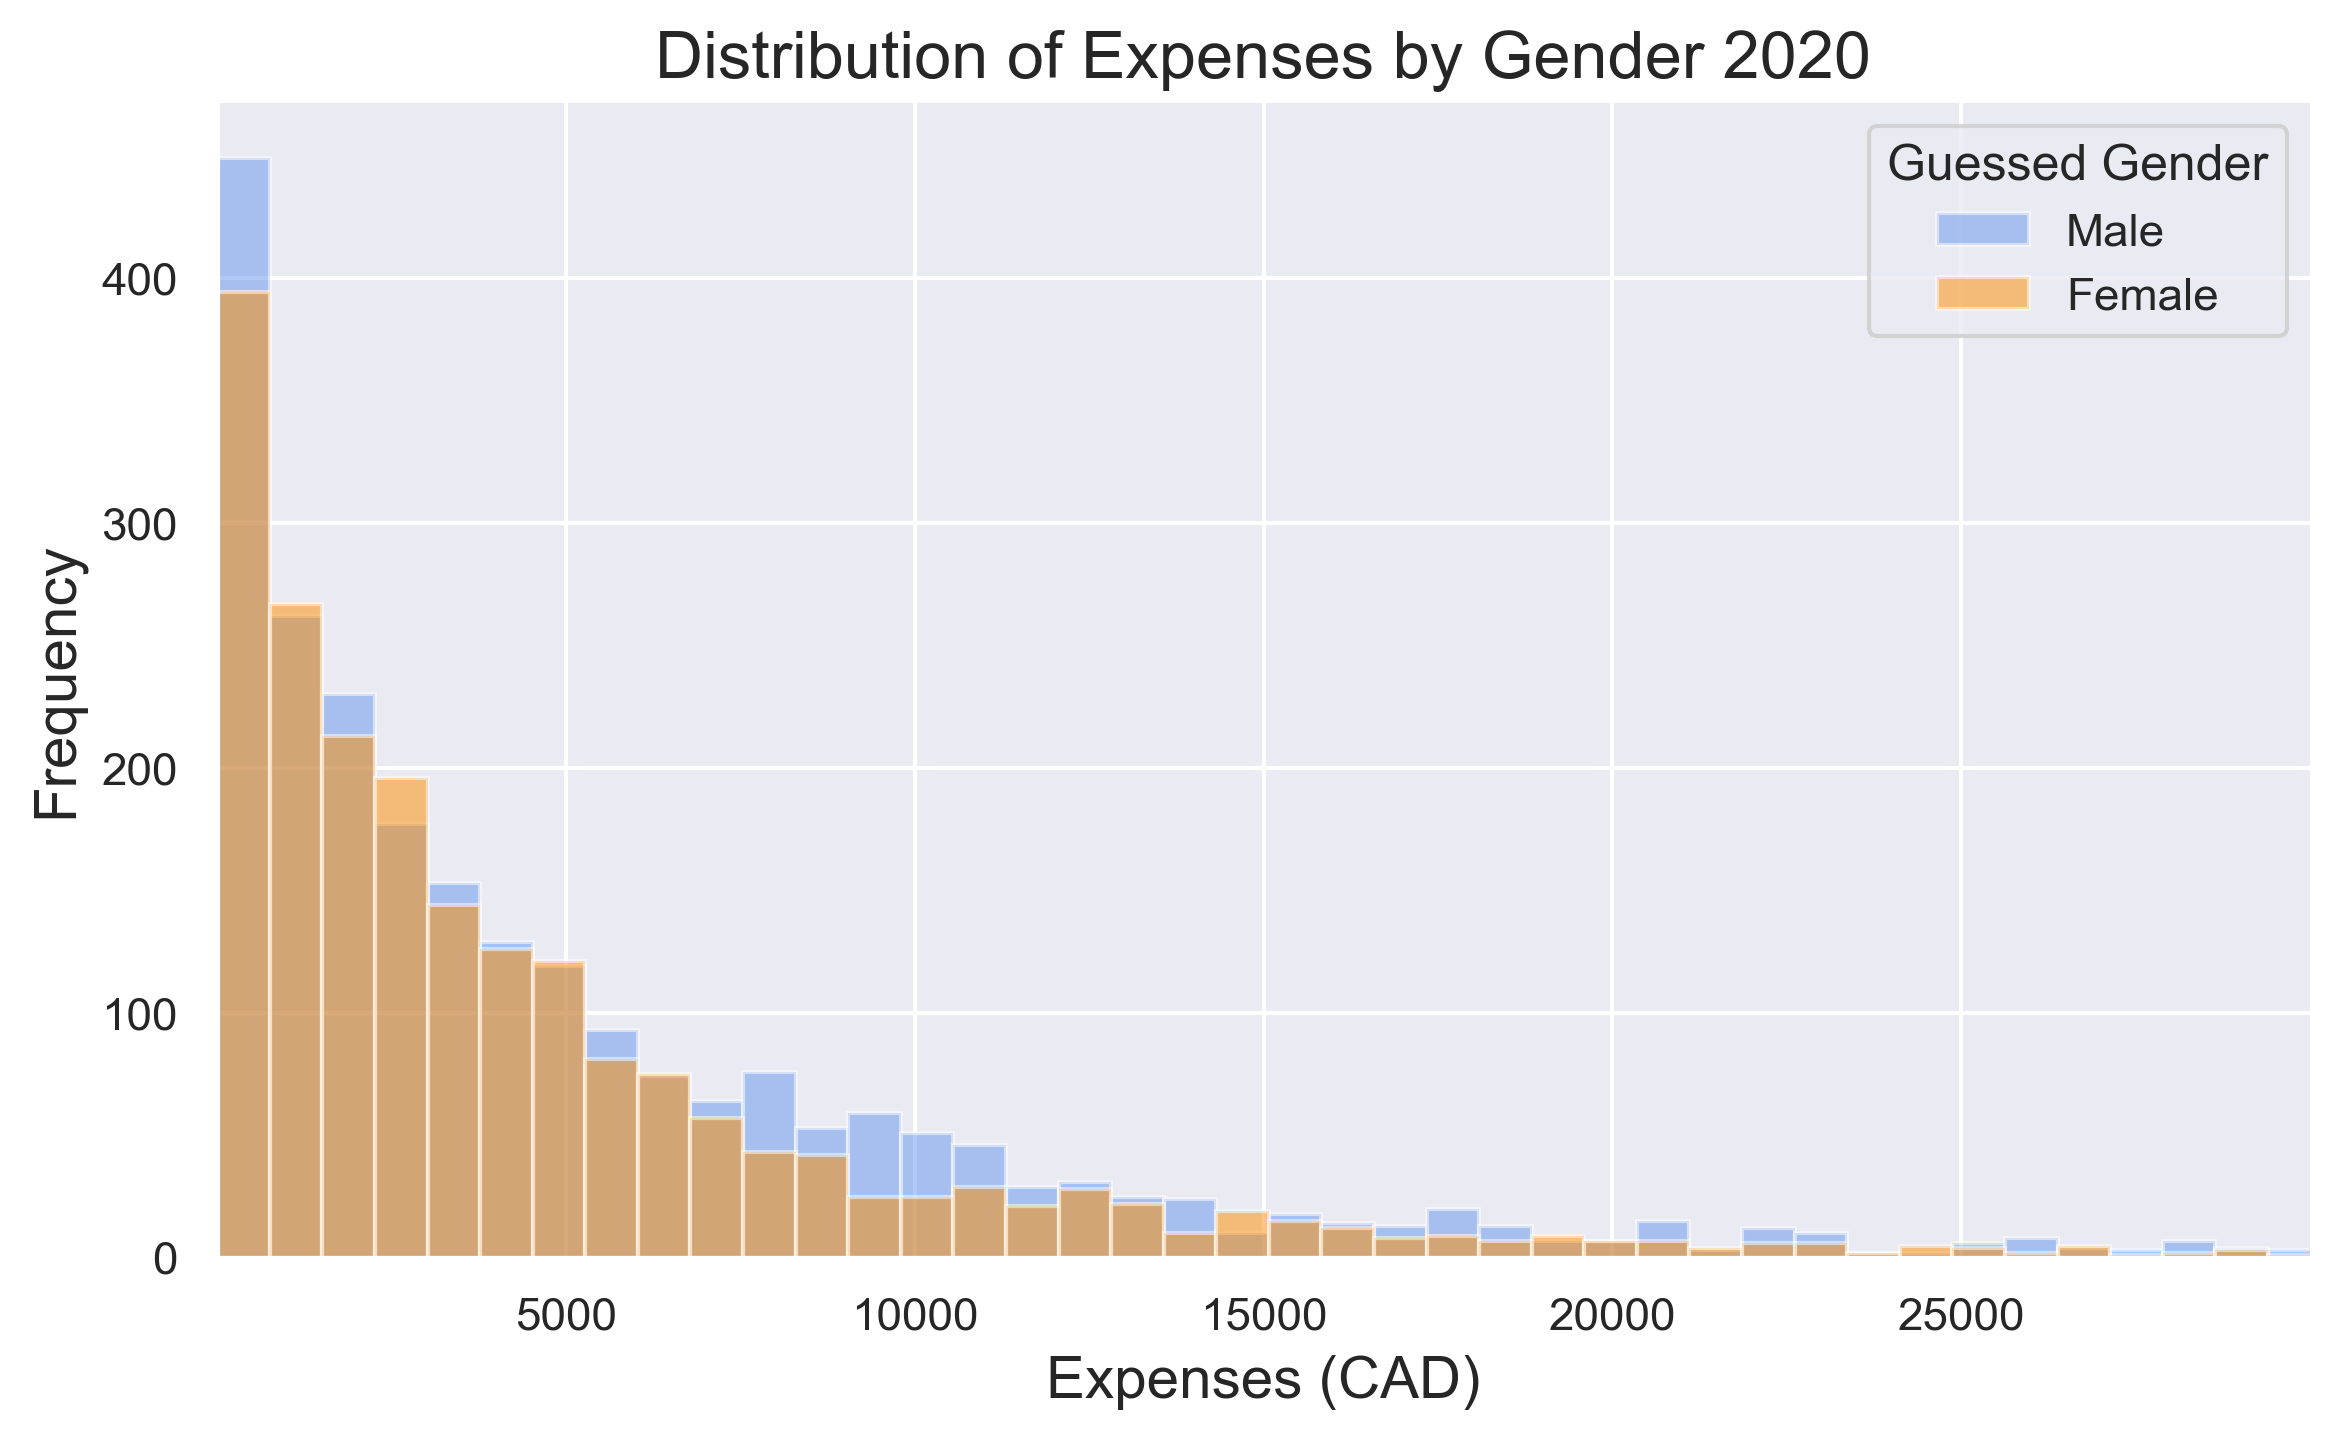 Distribution of Expenses by Gender 2020
Guessed Gender
Male
Female
Frequency
400
300
200
100
0
5000
10000
15000
20000
25000
Expenses (CAD)